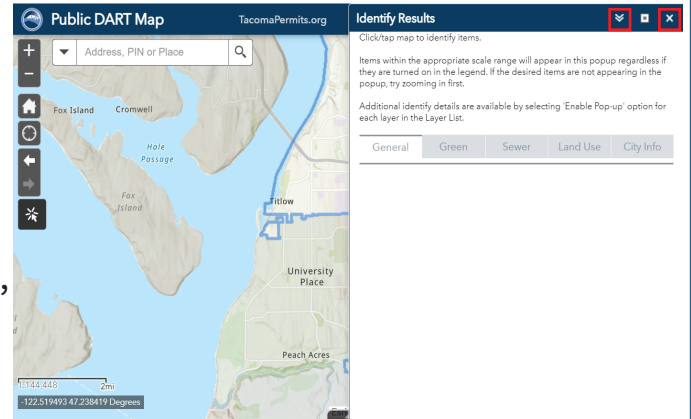 Public DART Map
TacomaPermits.org
Address, PIN or Place
Fox Island
Cromwell
Hale
Passage
Fox
Island
Titlow
University
Place
Peach Acres
1:144,448
2mi
-122.519493 47.238419 Degrees
Identify Results
Click/tap map to identify items.
Items within the appropriate scale range will appear in this popup regardless if
they are turned on in the legend. If the desired items are not appearing in the
popup, try zooming in first.
Additional identify details are available by selecting 'Enable Pop-up' option for
each layer in the Layer List.
General Green Sewer Land Use City Info